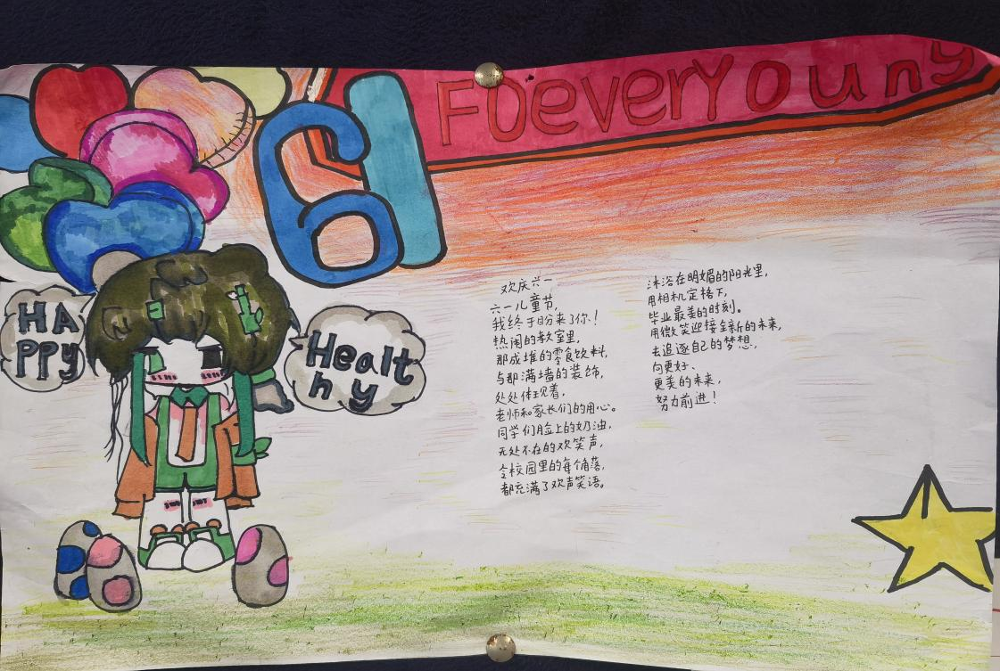 FoeverYoung
61
HA
PPy
Healt
hy
欢庆六一
六一儿童节,
我终于盼来了你!
热闹的教室里,
那成堆的零食饮料,
与那满墙的装饰,
处处体现着,
老师和家长们的用心。
同学们脸上的奶油,
无处不在的欢笑声,
令校园里的每个角落,
都充满了欢声笑语。
沐浴在明媚的阳光里,
用相机定格下,
毕业最美的时刻。
用微笑迎接全新的未来,
去追逐自己的梦想,
向更好、
更美的未来,
努力前进!